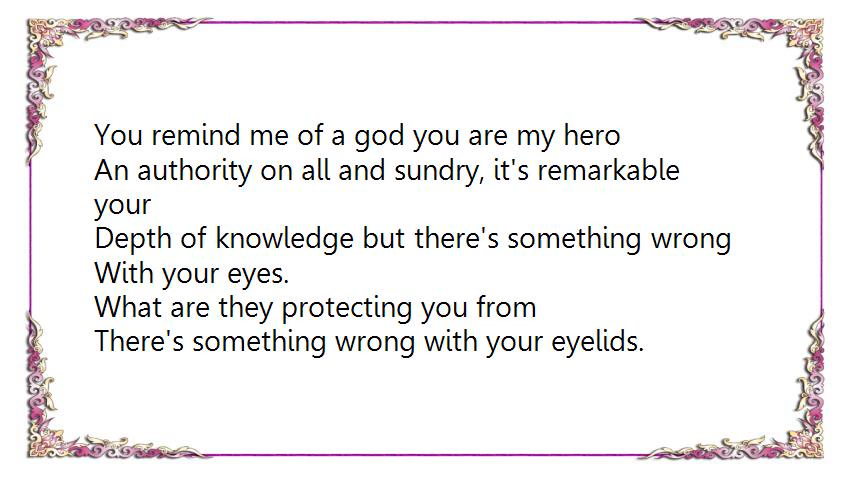 You remind me of a god you are my hero
An authority on all and sundry, it's remarkable
your
Depth of knowledge but there's something wrong
With your eyes.
What are they protecting you from
There's something wrong with your eyelids.